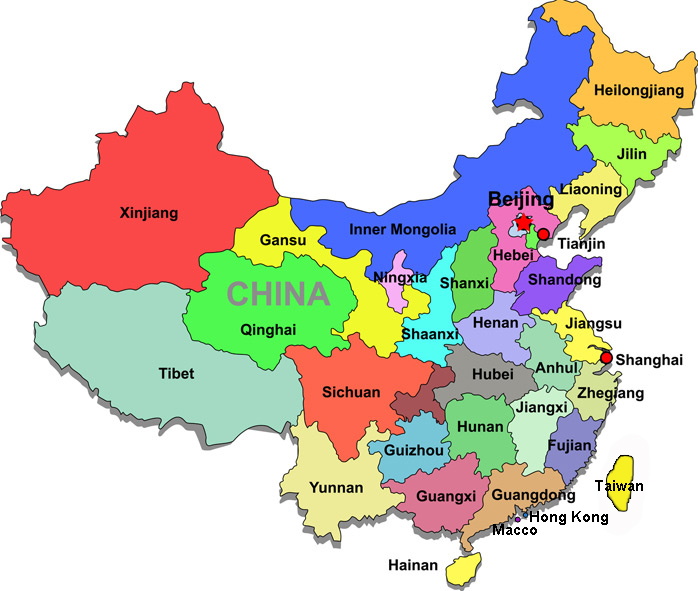 Heilongjiang
Jilin
Liaoning
Beijing
Xinjiang
Inner Mongolia
Gansu
Tianjin
Hebei
Ningxia
Shanxi
Shandong
CHINA
Qinghai
Shaanxi
Henan
Jiangsu
Shanghai
Tibet
Hubei
Anhui
Sichuan
Zhegiang
Jiangxi
Hunan
Fujian
Guizhou
Yunnan
Guangxi
Guangdong
Taiwan
Hong Kong
Macco
Hainan